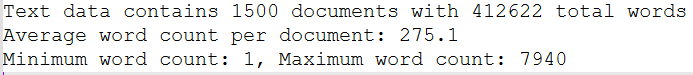 Text data contains 1500 documents with 412622 total words
Average word count per document: 275.1
Minimum word count: 1, Maximum word count: 7940